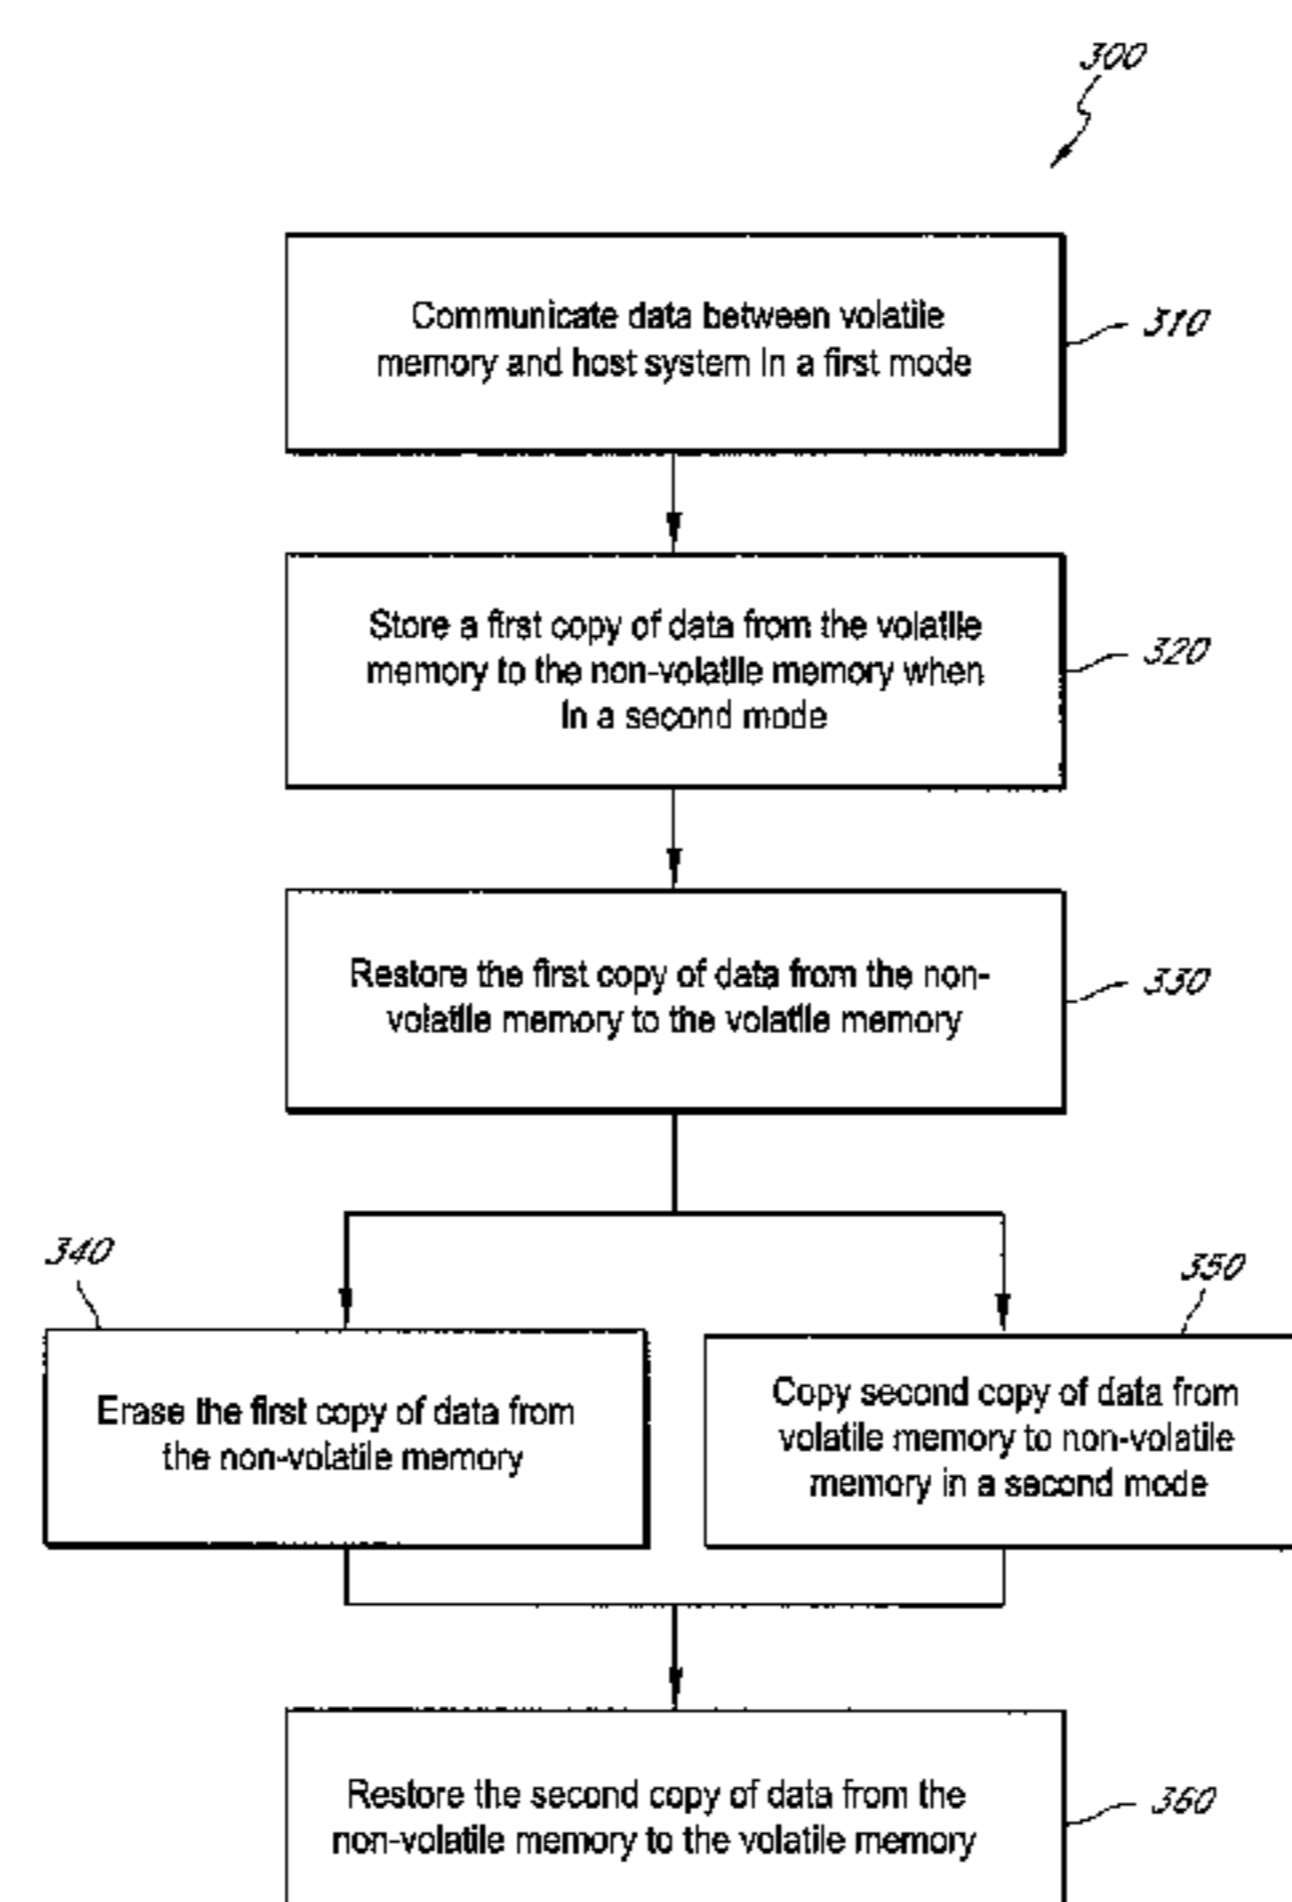 300
Communicate data between volatile
memory and host system in a first mode
310
Store a first copy of data from the volatile
memory to the non-volatile memory when
in a second mode
320
Restore the first copy of data from the non-
volatile memory to the volatile memory
330
340
Erase the first copy of data from
the non-volatile memory
350
Copy second copy of data from
volatile memory to non-volatile
memory in a second mode
Restore the second copy of data from the
non-volatile memory to the volatile memory
360